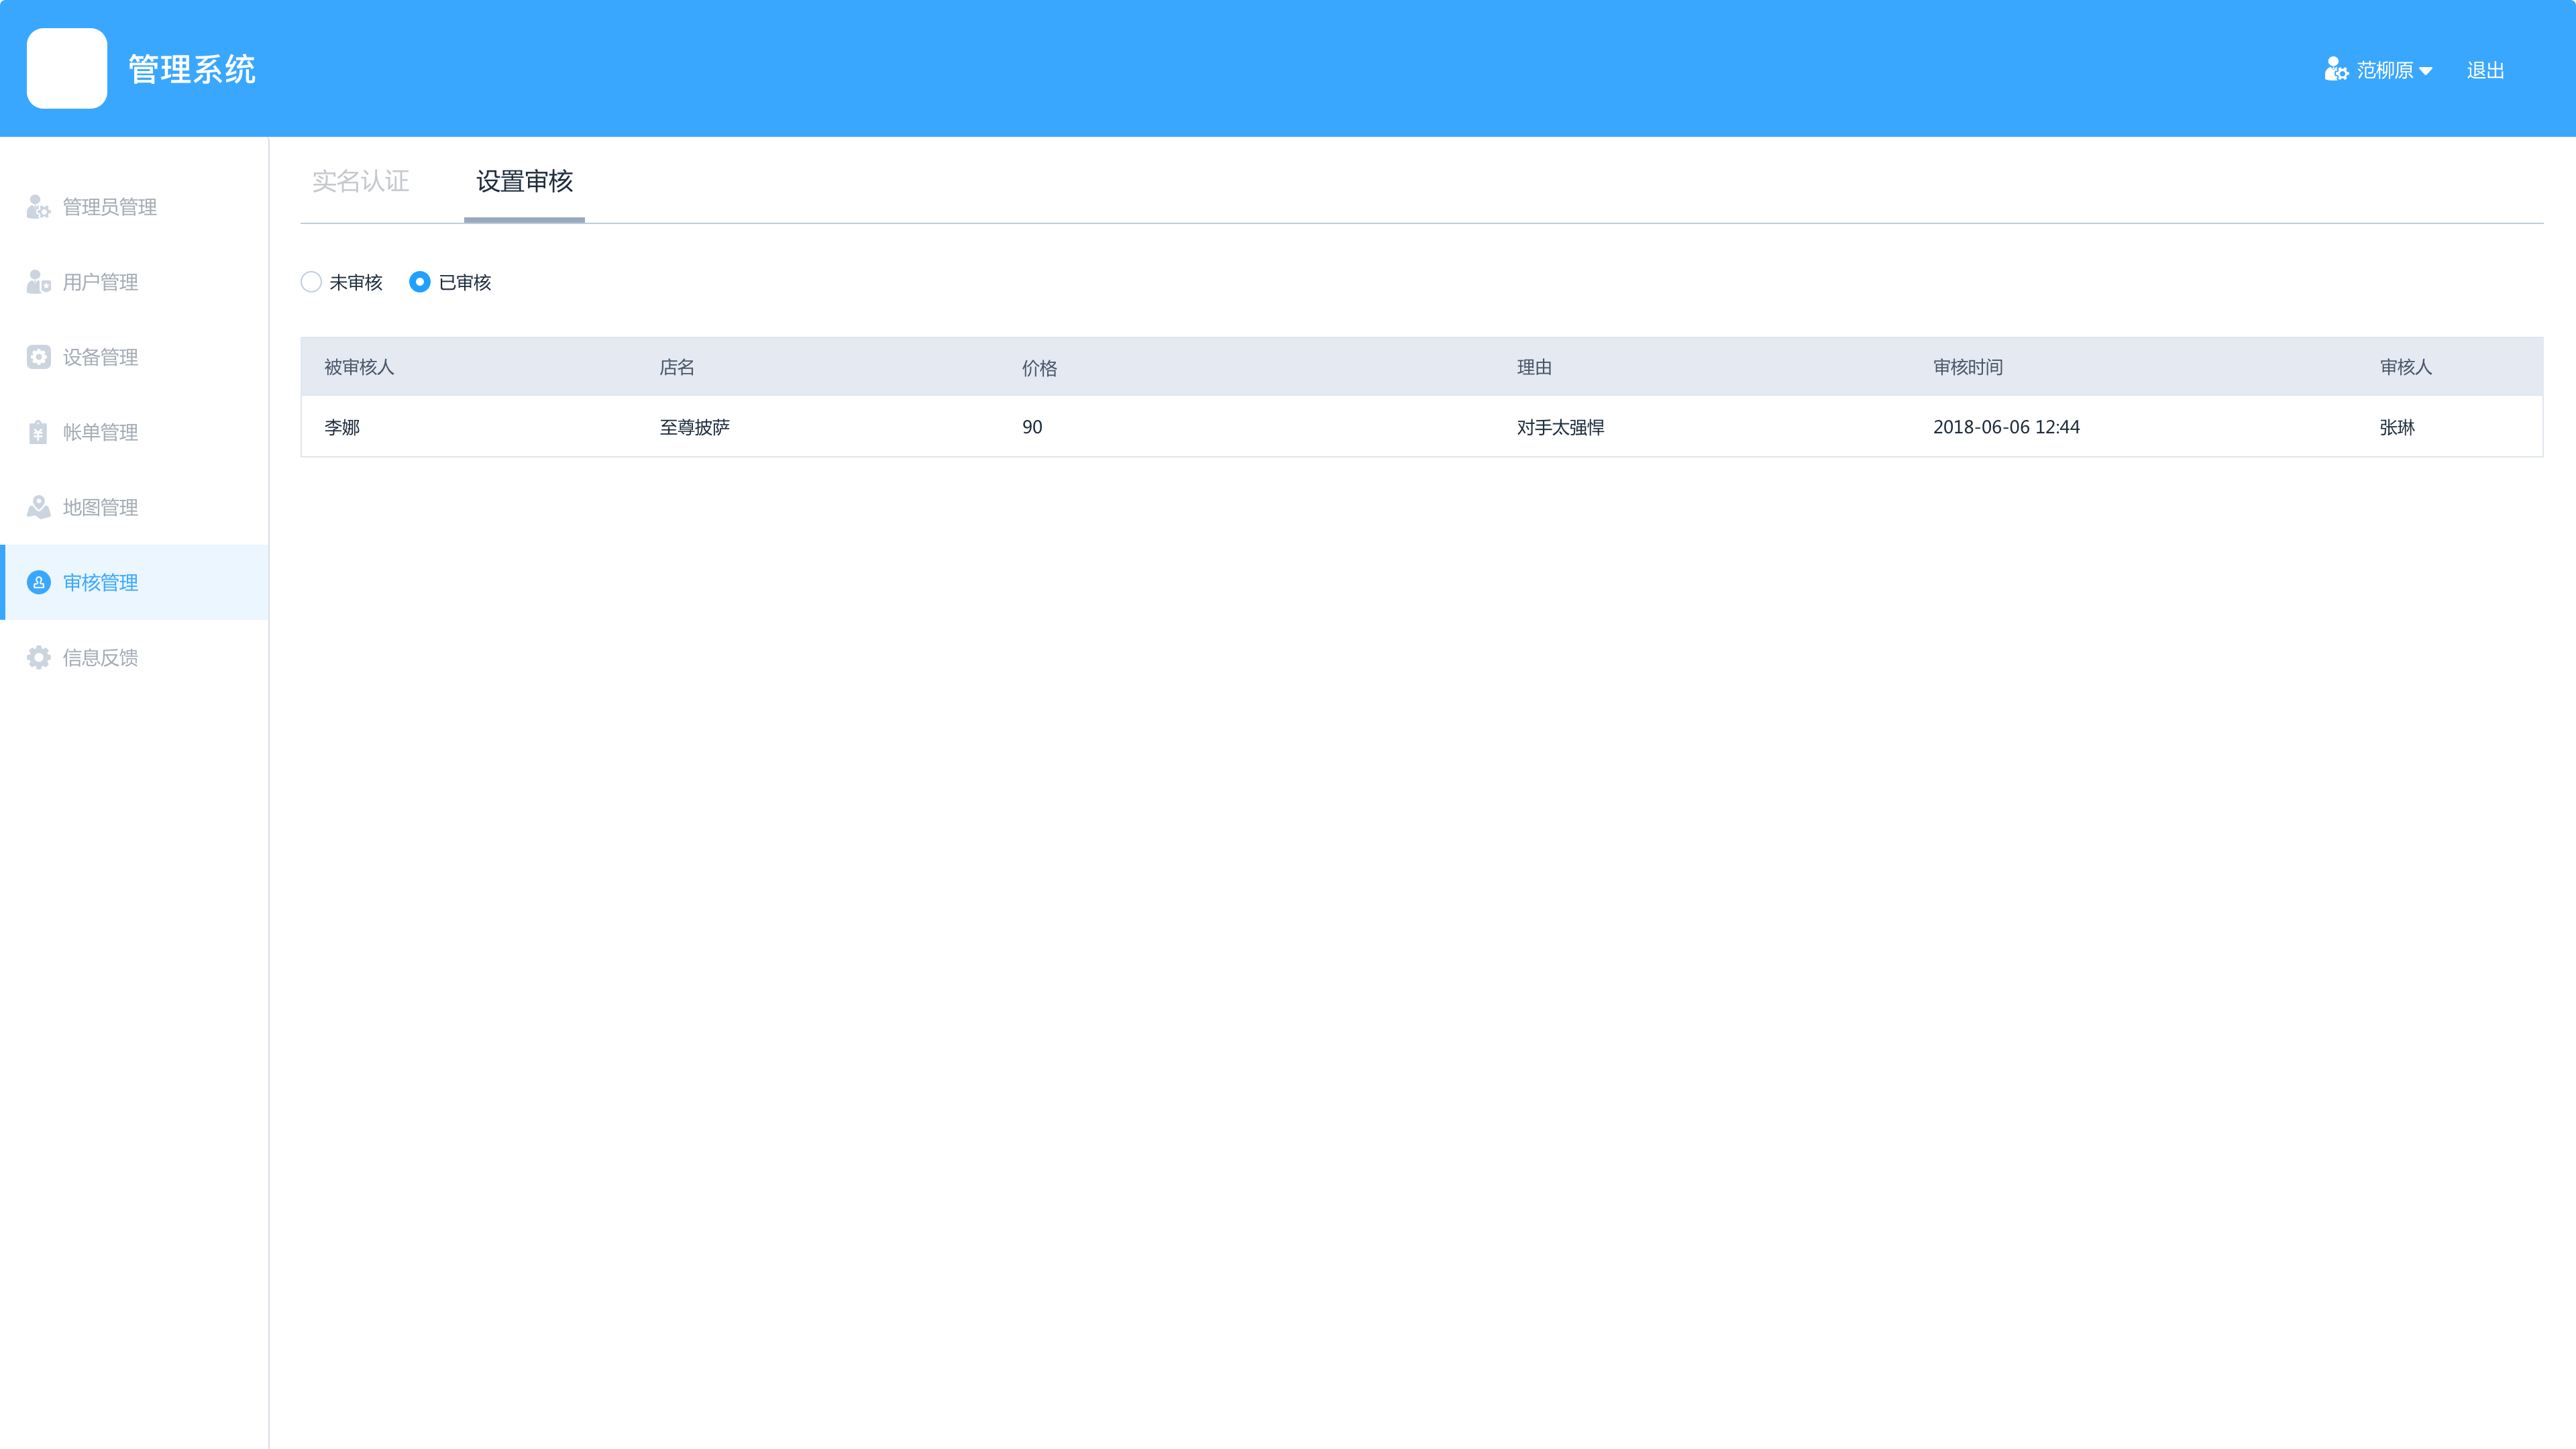 管理系统
范柳原 退出
管理员管理
用户管理
设备管理
帐单管理
地图管理
审核管理
信息反馈
实名认证 设置审核
未审核 已审核
被审核人 店名 价格 理由 审核时间 审核人
李娜 至尊披萨 90 对手太强悍 2018-06-06 12:44 张琳